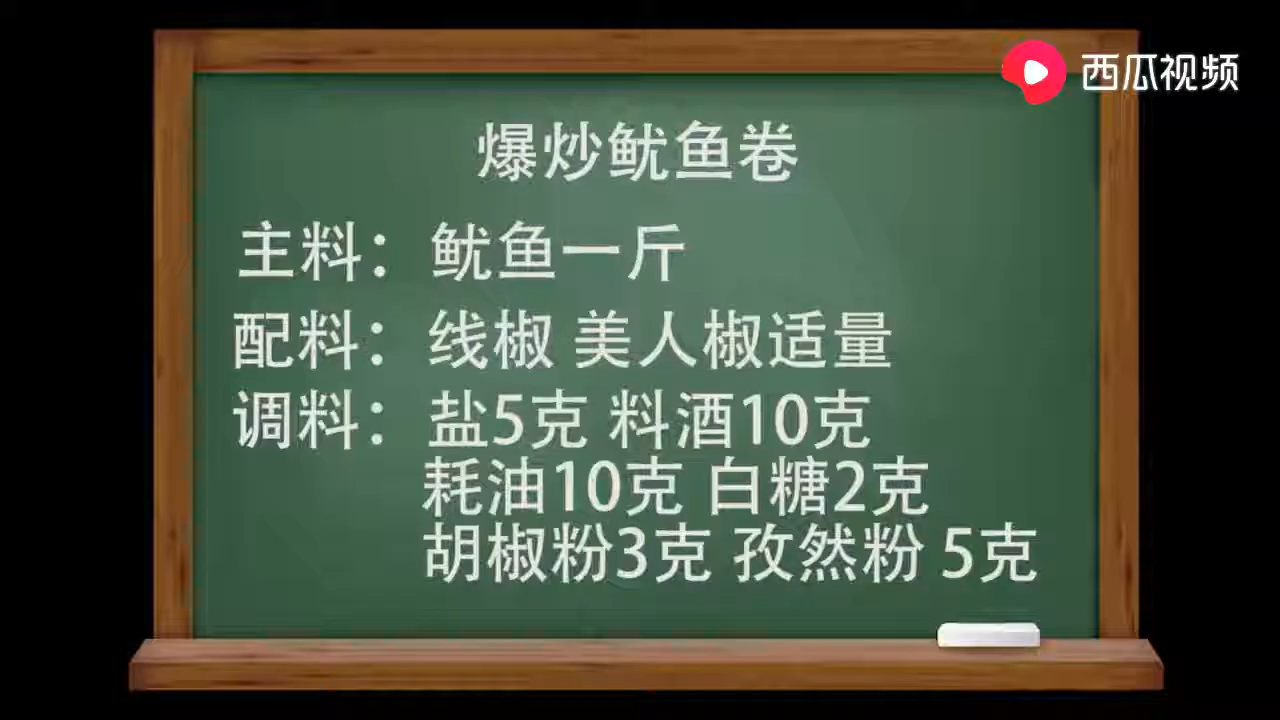 西瓜视频
爆炒鱿鱼卷
主料：鱿鱼一斤
配料：线椒 美人椒适量
调料：盐5克 料酒10克
耗油10克 白糖2克
胡椒粉3克 孜然粉 5克